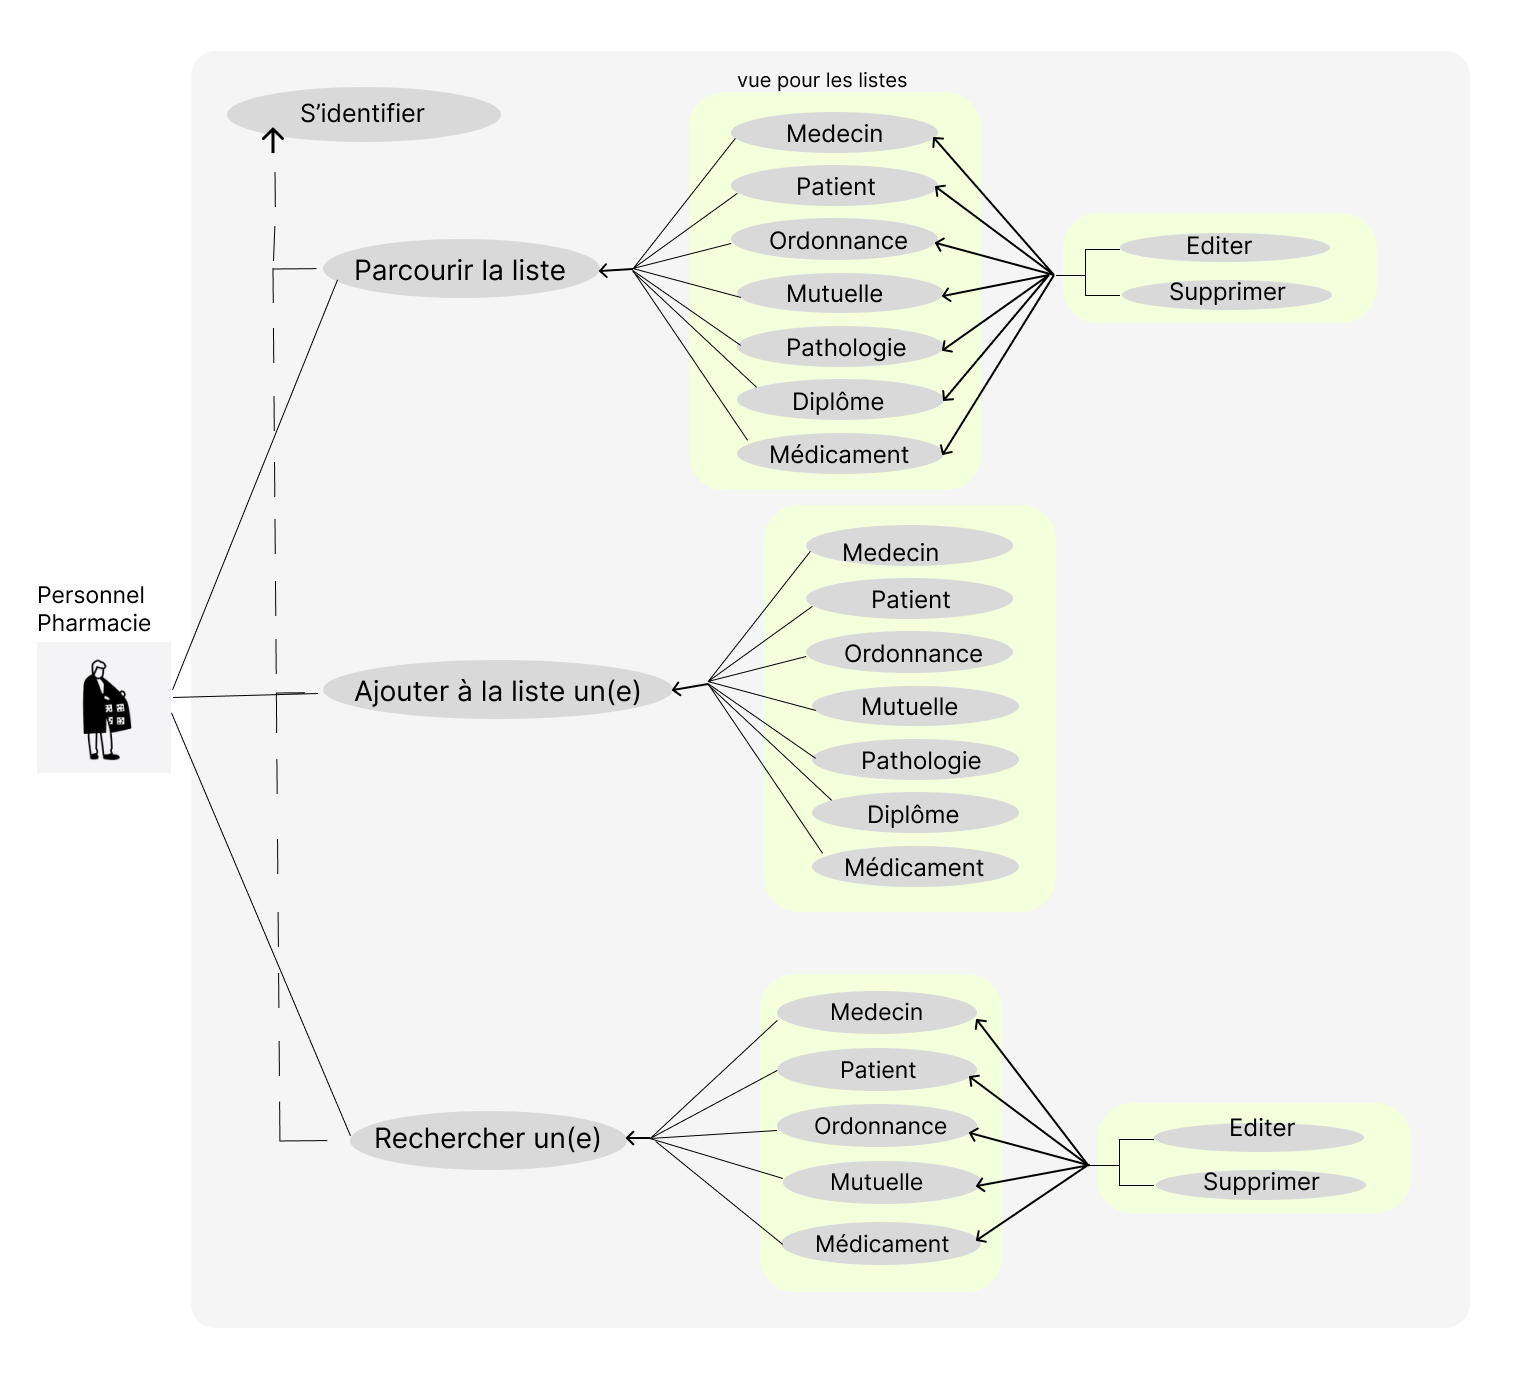 vue pour les listes
S’identifier
Medecin
Patient
Ordonnance
Mutuelle
Pathologie
Diplôme
Médicament
Parcourir la liste
Editer
Supprimer
Personnel
Pharmacie
Ajouter à la liste un(e)
Medecin
Patient
Ordonnance
Mutuelle
Pathologie
Diplôme
Médicament
Rechercher un(e)
Medecin
Patient
Ordonnance
Mutuelle
Médicament
Editer
Supprimer